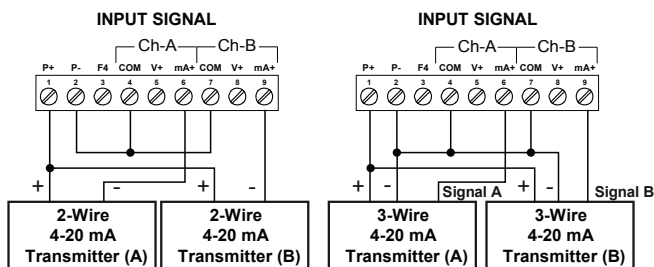 INPUT SIGNAL
Ch-A Ch-B
P+ P- F4 COM V+ mA+ COM V+ mA+
1 2 3 4 5 6 7 8 9
+ - + -
2-Wire
4-20 mA
Transmitter (A)
2-Wire
4-20 mA
Transmitter (B)
INPUT SIGNAL
Ch-A Ch-B
P+ P- F4 COM V+ mA+ COM V+ mA+
1 2 3 4 5 6 7 8 9
+ - Signal A + - Signal B
3-Wire
4-20 mA
Transmitter (A)
3-Wire
4-20 mA
Transmitter (B)